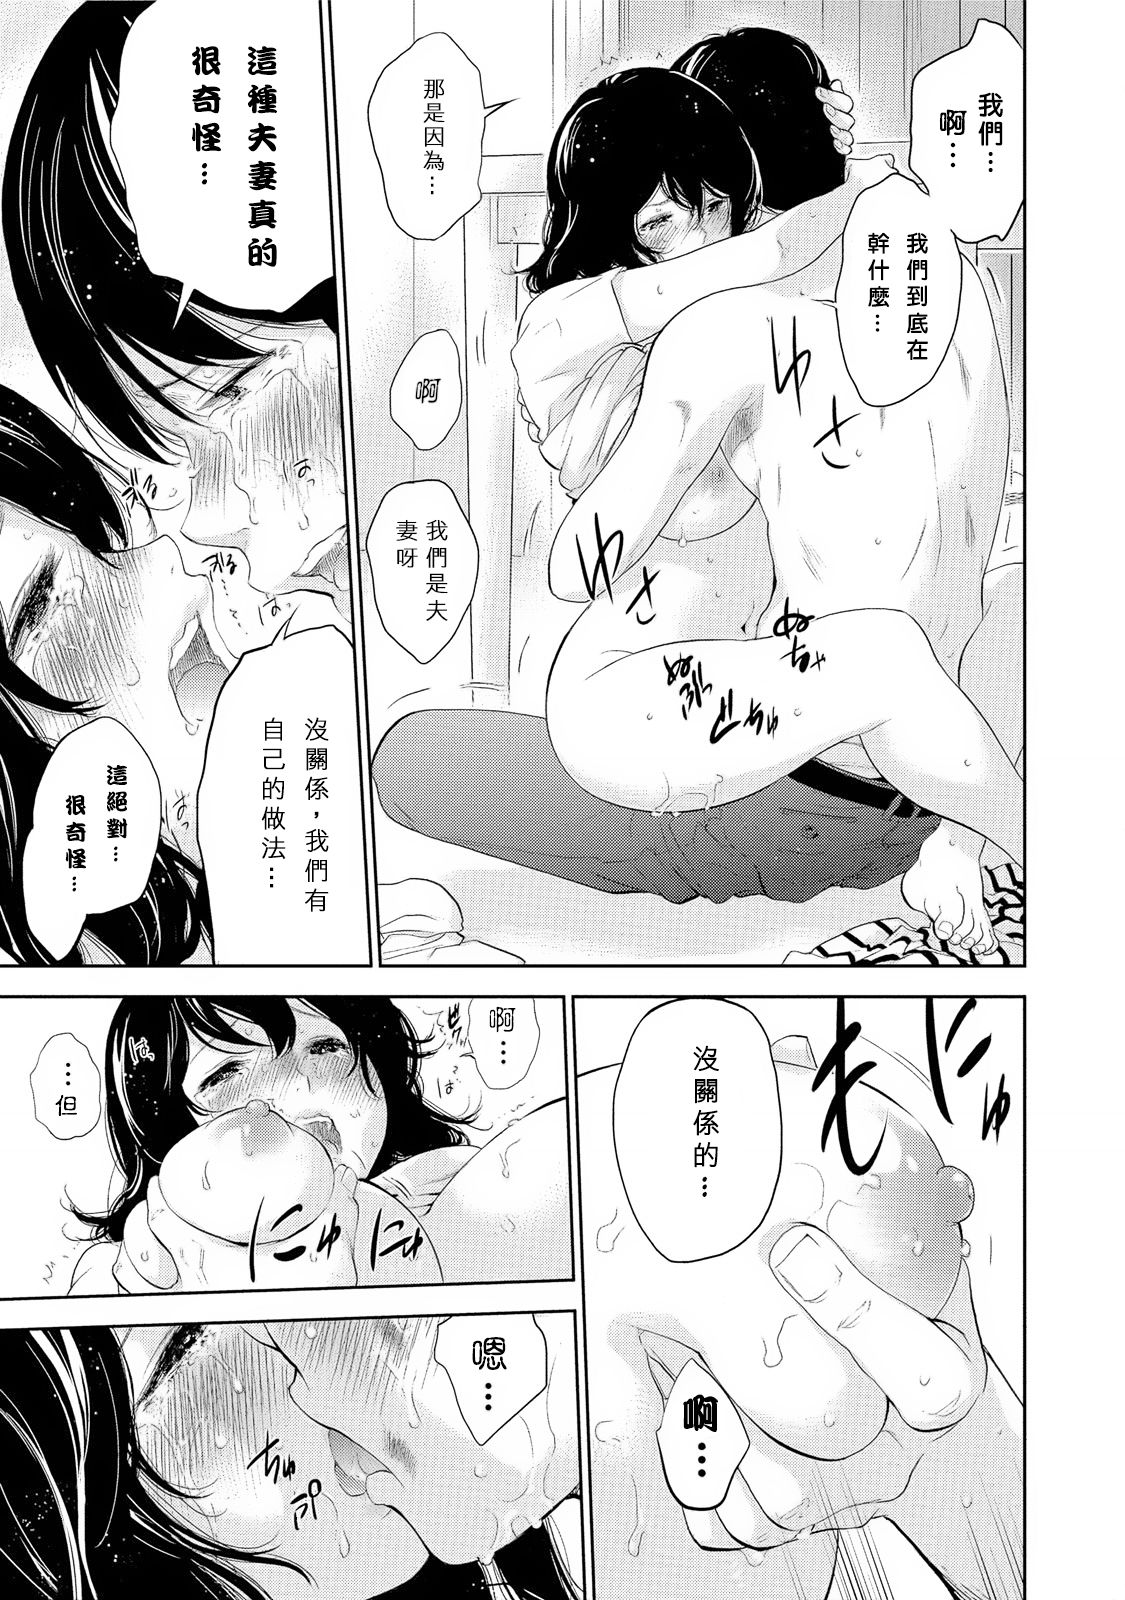 我們…
啊…
我們到底在
幹什麼…
ゆ
さ
ゆ
さ
ぬ
ちゃ
那是因為…
啊
我們是夫
妻呀
這種夫妻真的
很奇怪…
沒關係，我們有
自己的做法…
這絕對…
很奇怪…
沒關係的…
もに
にゅ
啊…
啊…
…但
にゅ
にゅ
嗯…
ちゅ
ぷ